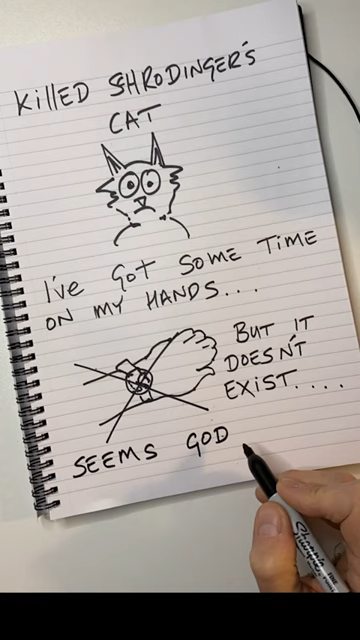 KillED SHRODINGER'S
CAT
I'vE GOT SOME TiME
ON MY HANDS...
BUT IT
DOESN'T
EXiST....
SEEMS GOD